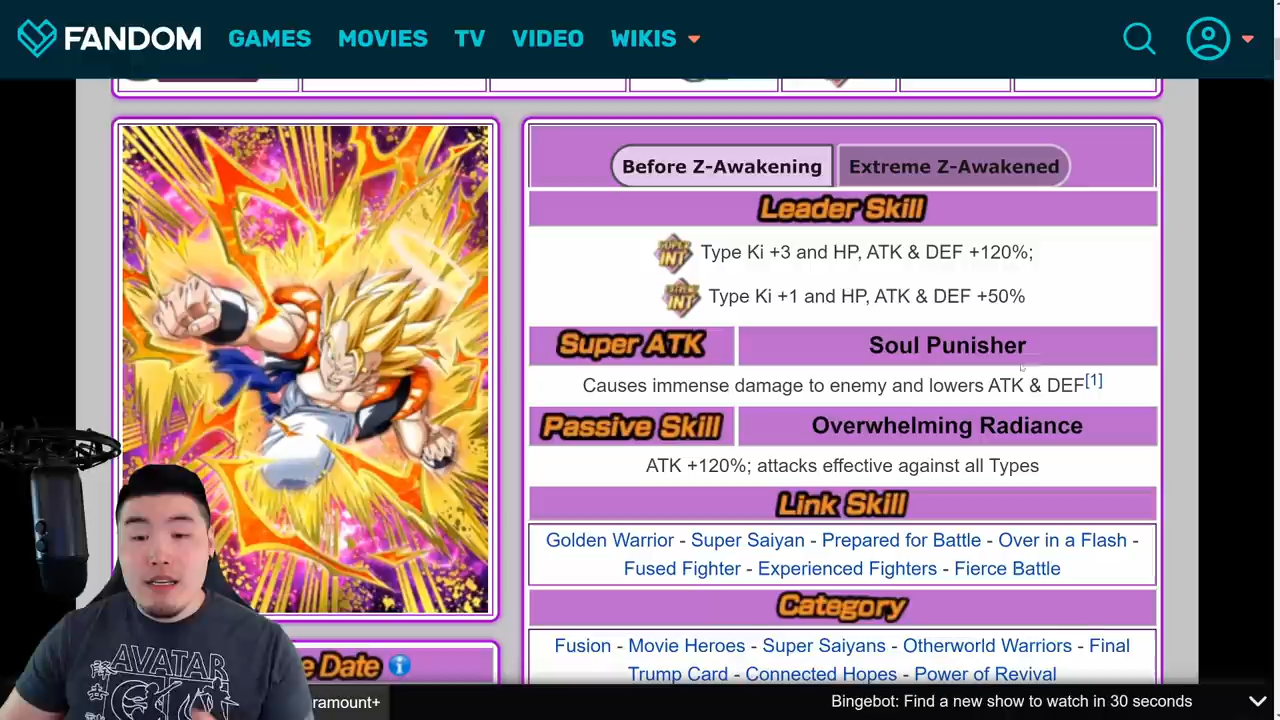 FANDOM GAMES MOVIES TV VIDEO WIKIS
Before Z-Awakening Extreme Z-Awakened
Leader Skill
SUPER INT Type Ki +3 and HP, ATK & DEF +120%;
EXTREME INT Type Ki +1 and HP, ATK & DEF +50%
Super ATK Soul Punisher
Causes immense damage to enemy and lowers ATK & DEF[1]
Passive Skill Overwhelming Radiance
ATK +120%; attacks effective against all Types
Link Skill
Golden Warrior - Super Saiyan - Prepared for Battle - Over in a Flash -
Fused Fighter - Experienced Fighters - Fierce Battle
Category
Fusion - Movie Heroes - Super Saiyans - Otherworld Warriors - Final
Trump Card - Connected Hopes - Power of Revival
e Date
AVATAR
ramount+
Bingebot: Find a new show to watch in 30 seconds